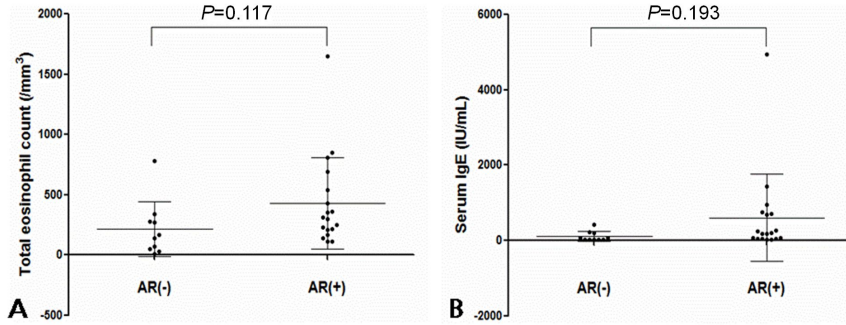 P=0.117
Total eosinophil count (/mm³)
2000
1500
1000
500
0
-500
AR(-)
AR(+)
A
P=0.193
Serum IgE (IU/mL)
6000
4000
2000
0
-2000
AR(-)
AR(+)
B